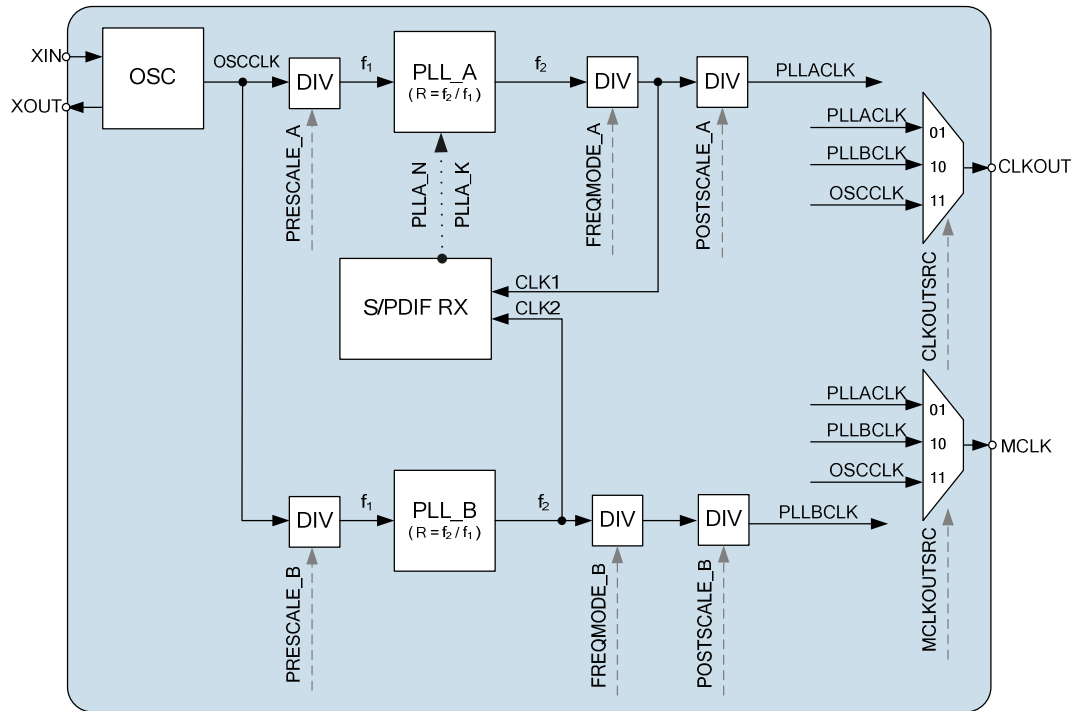 XIN
XOUT
OSC
OSCCLK
DIV
f1
PLL_A
(R = f2 / f1)
f2
DIV
DIV
PLLACLK
PRESCALE_A
PLLA_N
PLLA_K
FREQMODE_A
POSTSCALE_A
PLLACLK
01
PLLBCLK
10
OSCCLK
11
CLKOUT
CLKOUTSRC
S/PDIF RX
CLK1
CLK2
PLLACLK
01
PLLBCLK
10
OSCCLK
11
MCLK
MCLKOUTSRC
DIV
f1
PLL_B
(R = f2 / f1)
f2
DIV
DIV
PLLBCLK
PRESCALE_B
FREQMODE_B
POSTSCALE_B